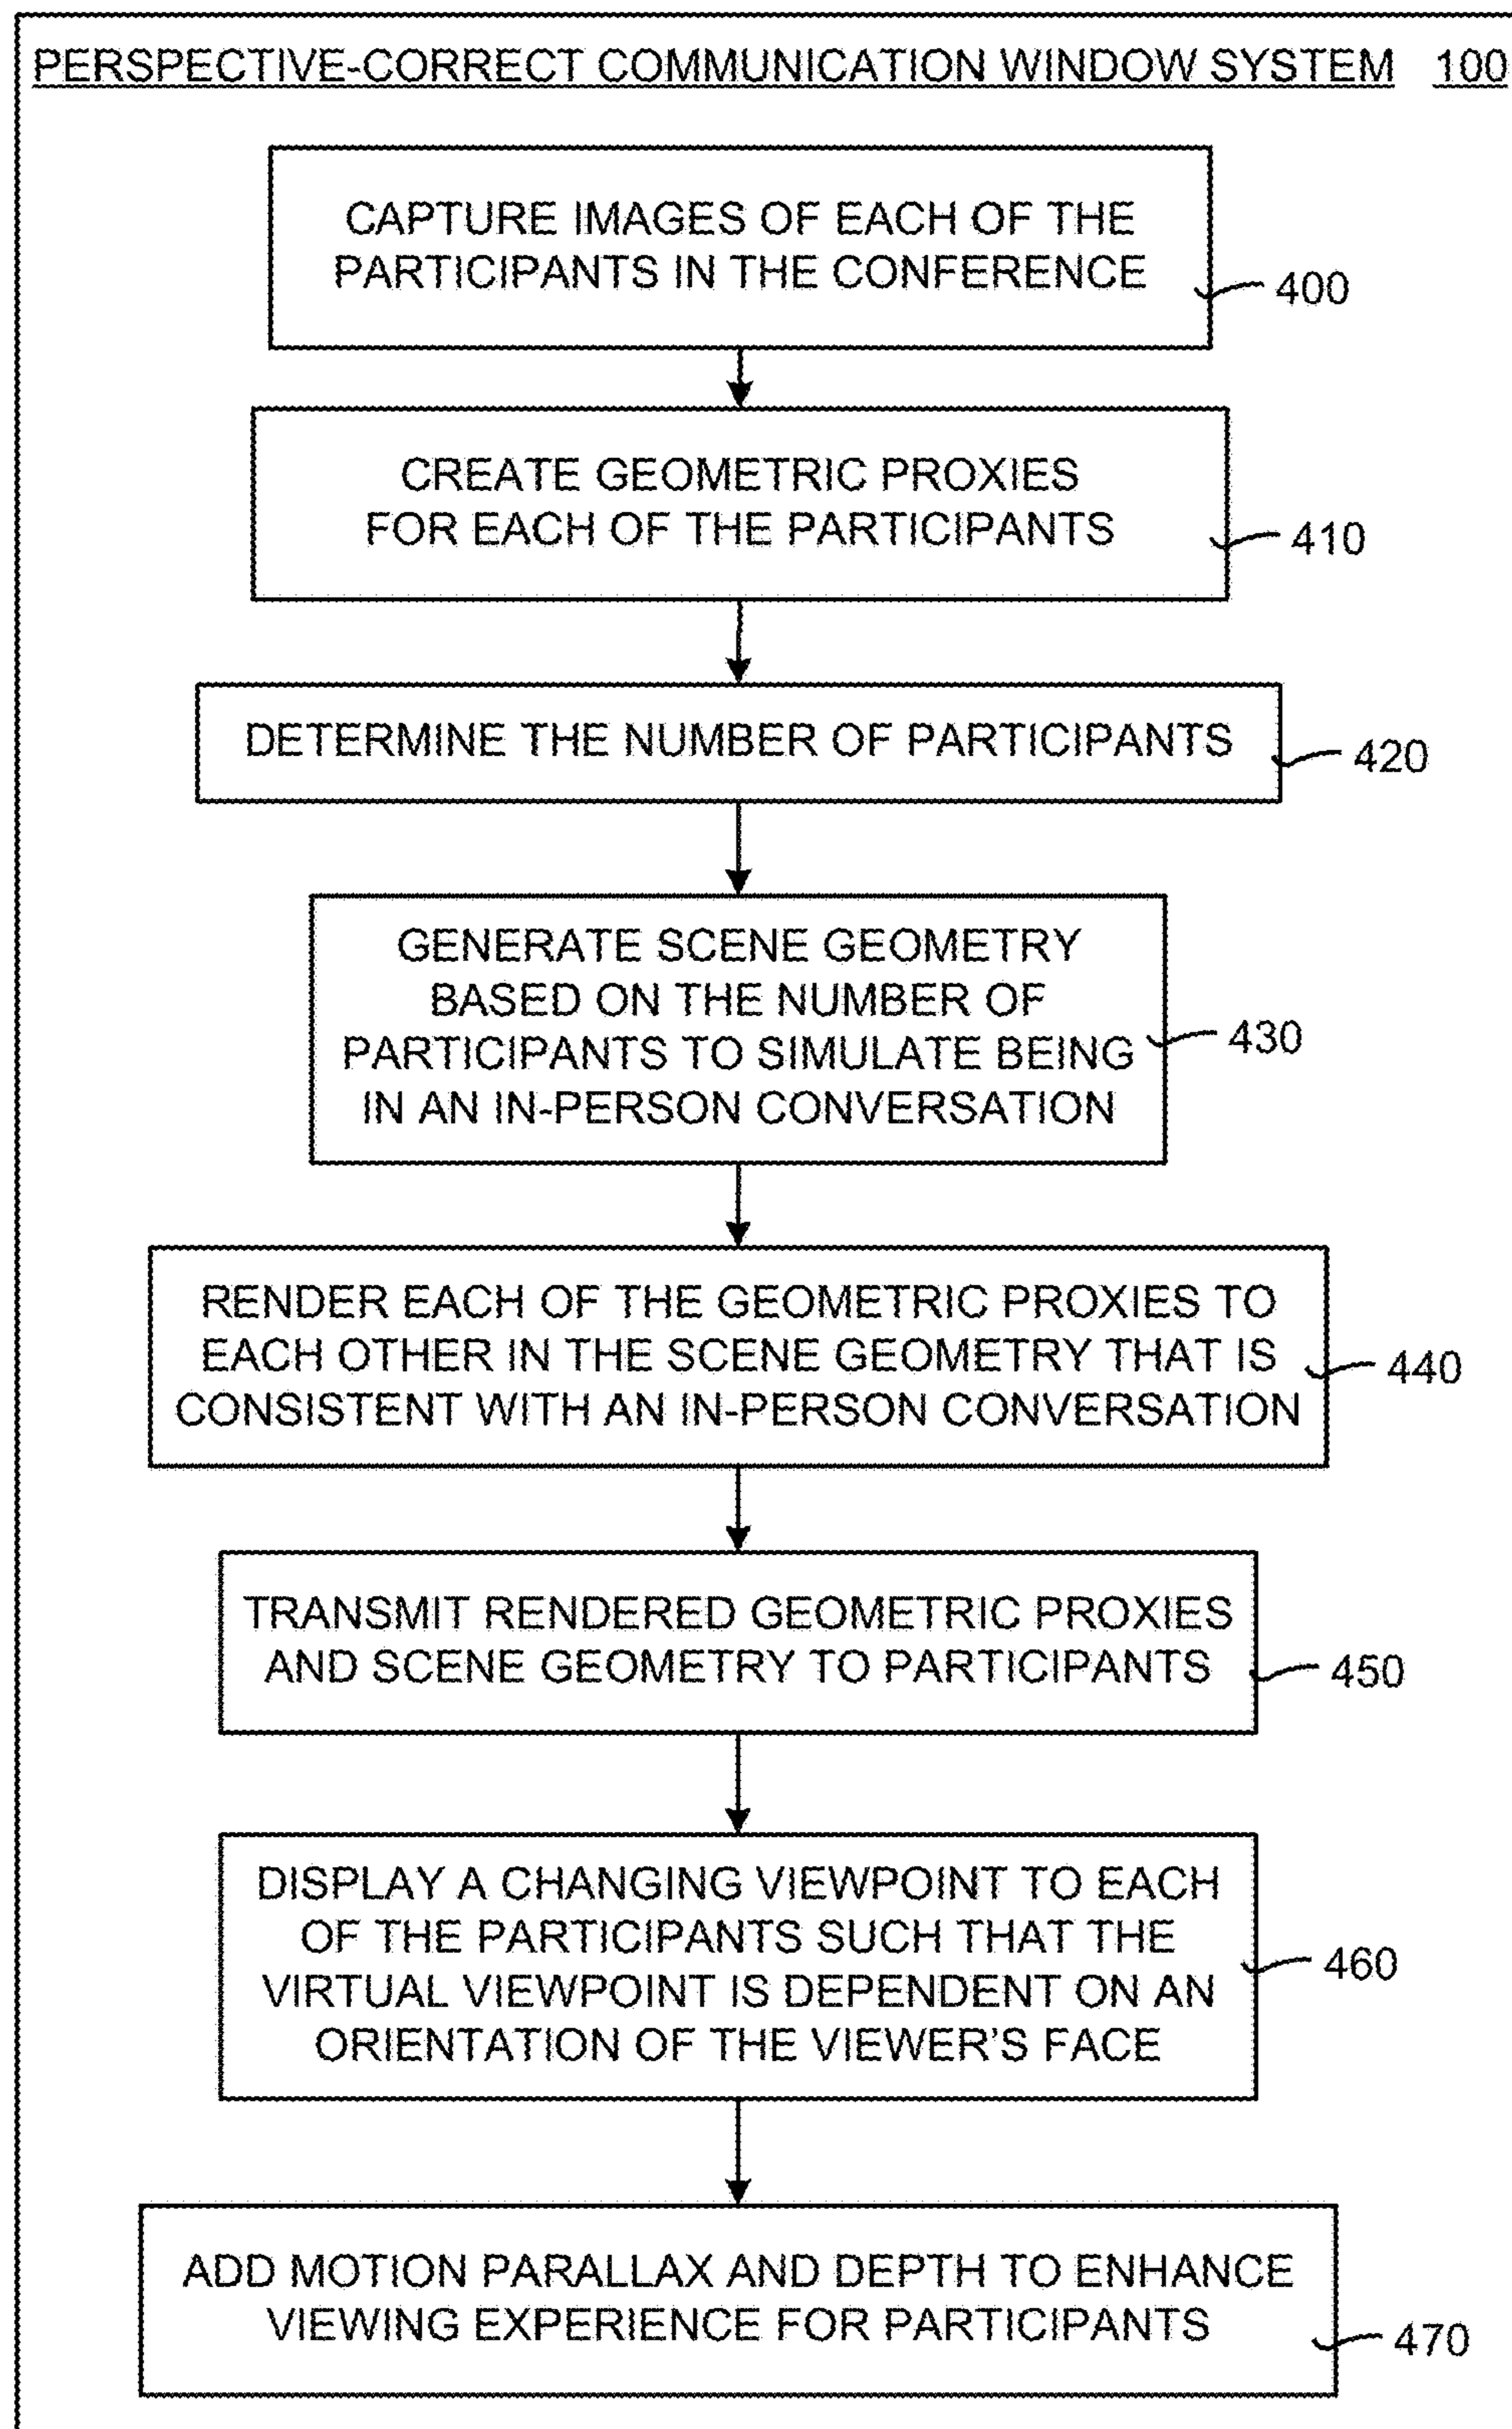 PERSPECTIVE-CORRECT COMMUNICATION WINDOW SYSTEM 100
CAPTURE IMAGES OF EACH OF THE
PARTICIPANTS IN THE CONFERENCE
400
CREATE GEOMETRIC PROXIES
FOR EACH OF THE PARTICIPANTS
410
DETERMINE THE NUMBER OF PARTICIPANTS
420
GENERATE SCENE GEOMETRY
BASED ON THE NUMBER OF
PARTICIPANTS TO SIMULATE BEING
IN AN IN-PERSON CONVERSATION
430
RENDER EACH OF THE GEOMETRIC PROXIES TO
EACH OTHER IN THE SCENE GEOMETRY THAT IS
CONSISTENT WITH AN IN-PERSON CONVERSATION
440
TRANSMIT RENDERED GEOMETRIC PROXIES
AND SCENE GEOMETRY TO PARTICIPANTS
450
DISPLAY A CHANGING VIEWPOINT TO EACH
OF THE PARTICIPANTS SUCH THAT THE
VIRTUAL VIEWPOINT IS DEPENDENT ON AN
ORIENTATION OF THE VIEWER'S FACE
460
ADD MOTION PARALLAX AND DEPTH TO ENHANCE
VIEWING EXPERIENCE FOR PARTICIPANTS
470